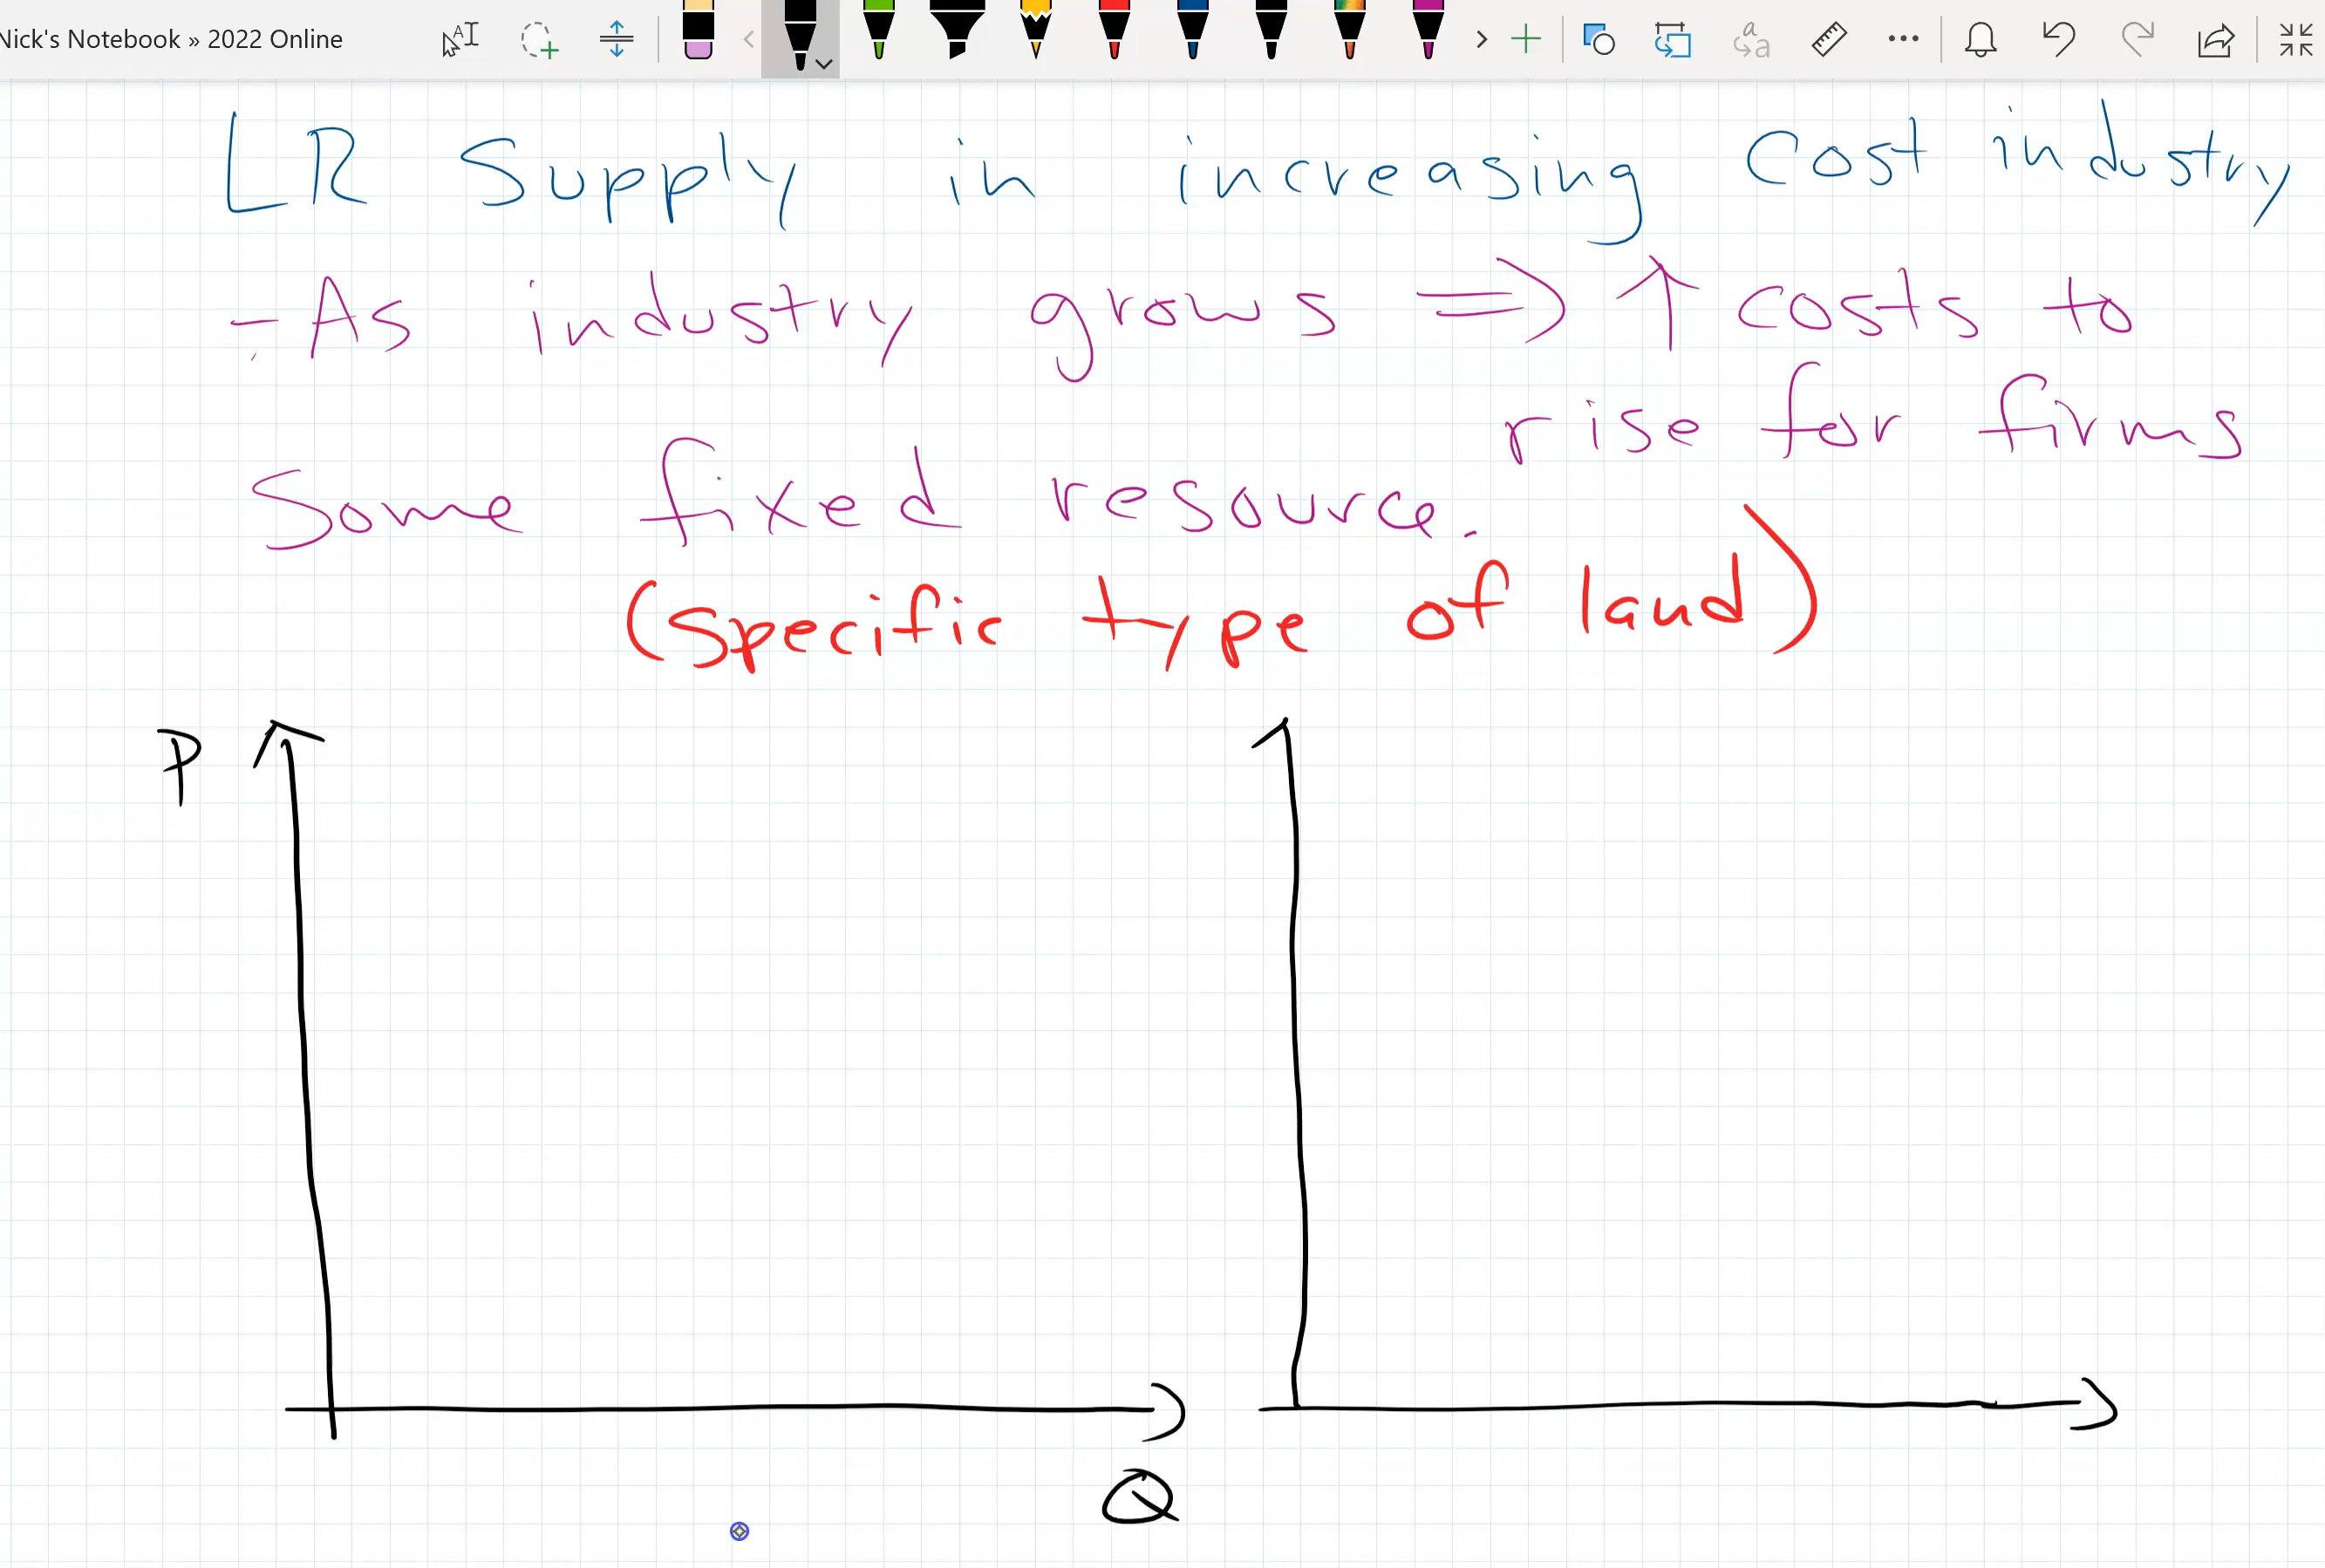 Nick's Notebook » 2022 Online
LR Supply in increasing cost industry
- As industry grows ⇒ ↑ costs to
rise for firms
Some fixed resource.
(specific type of land)
P
Q